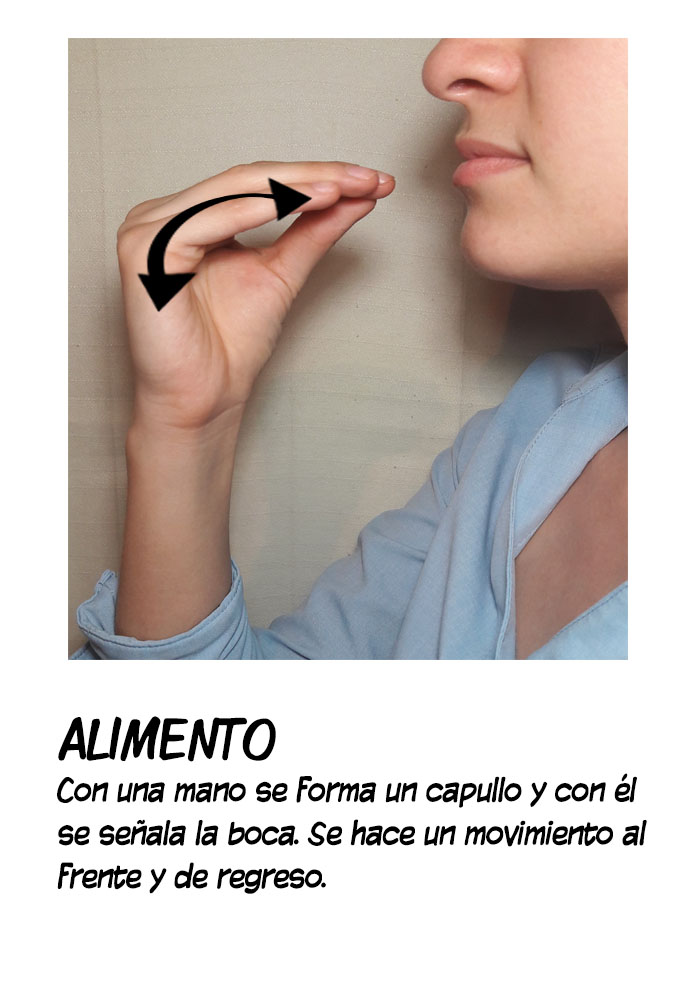 ALIMENTO
Con una mano se forma un capullo y con él
se señala la boca. Se hace un movimiento al
frente y de regreso.